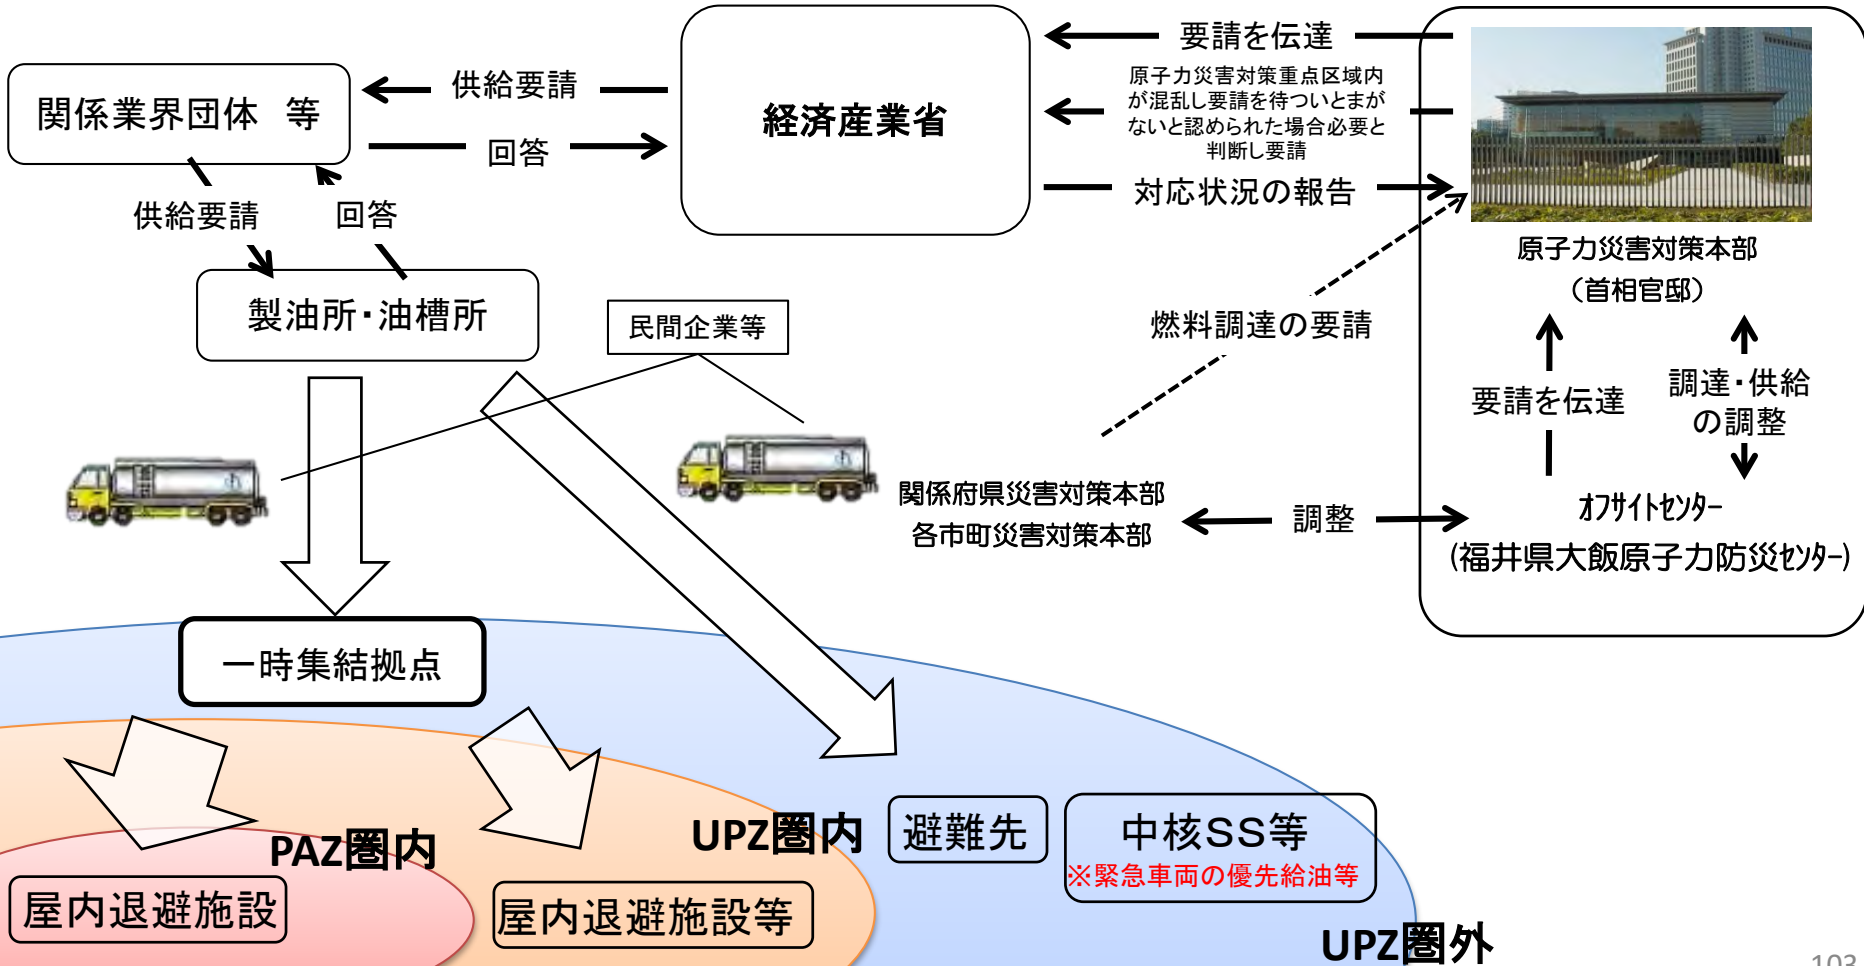 要請を伝達
原子力災害対策重点区域内
が混乱し要請を待ついとまが
ないと認められた場合必要と
判断し要請
対応状況の報告
経済産業省
供給要請
回答
関係業界団体　等
供給要請
回答
製油所・油槽所
民間企業等
燃料調達の要請
原子力災害対策本部
（首相官邸）
要請を伝達
調達・供給
の調整
関係府県災害対策本部
各市町災害対策本部
調整
オフサイトセンター
(福井県大飯原子力防災センター)
一時集結拠点
PAZ圏内
UPZ圏内
避難先
中核SS等
※緊急車両の優先給油等
屋内退避施設
屋内退避施設等
UPZ圏外
103